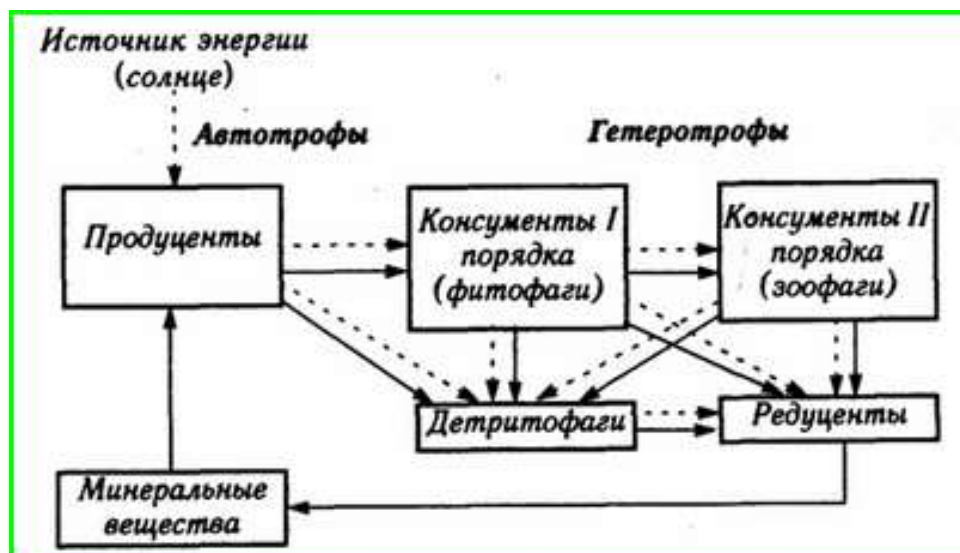 Источник энергии
(солнце)
Автотрофы
Гетеротрофы
Продуценты
Консументы I
порядка
(фитофаги)
Консументы II
порядка
(зоофаги)
Детритофаги
Редуценты
Минеральные
вещества